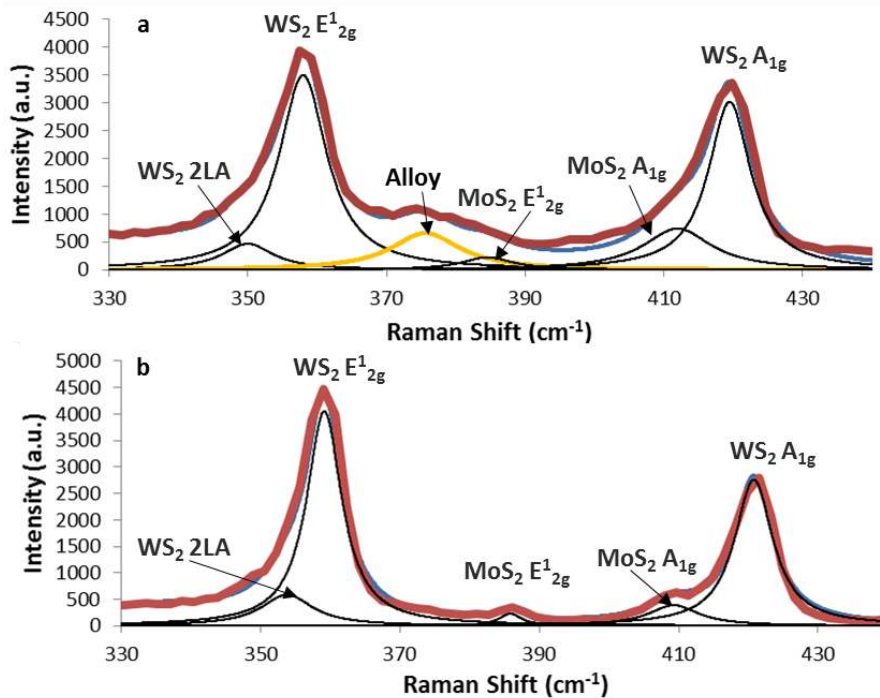 a
WS₂ E¹₂g
WS₂ A₁g
WS₂ 2LA
Alloy
MoS₂ E¹₂g
MoS₂ A₁g
Intensity (a.u.)
5000
4500
4000
3500
3000
2500
2000
1500
1000
500
0
330 350 370 390 410 430
Raman Shift (cm⁻¹)
b
WS₂ E¹₂g
WS₂ A₁g
WS₂ 2LA
MoS₂ E¹₂g
MoS₂ A₁g
Intensity (a.u.)
5000
4500
4000
3500
3000
2500
2000
1500
1000
500
0
330 350 370 390 410 430
Raman Shift (cm⁻¹)